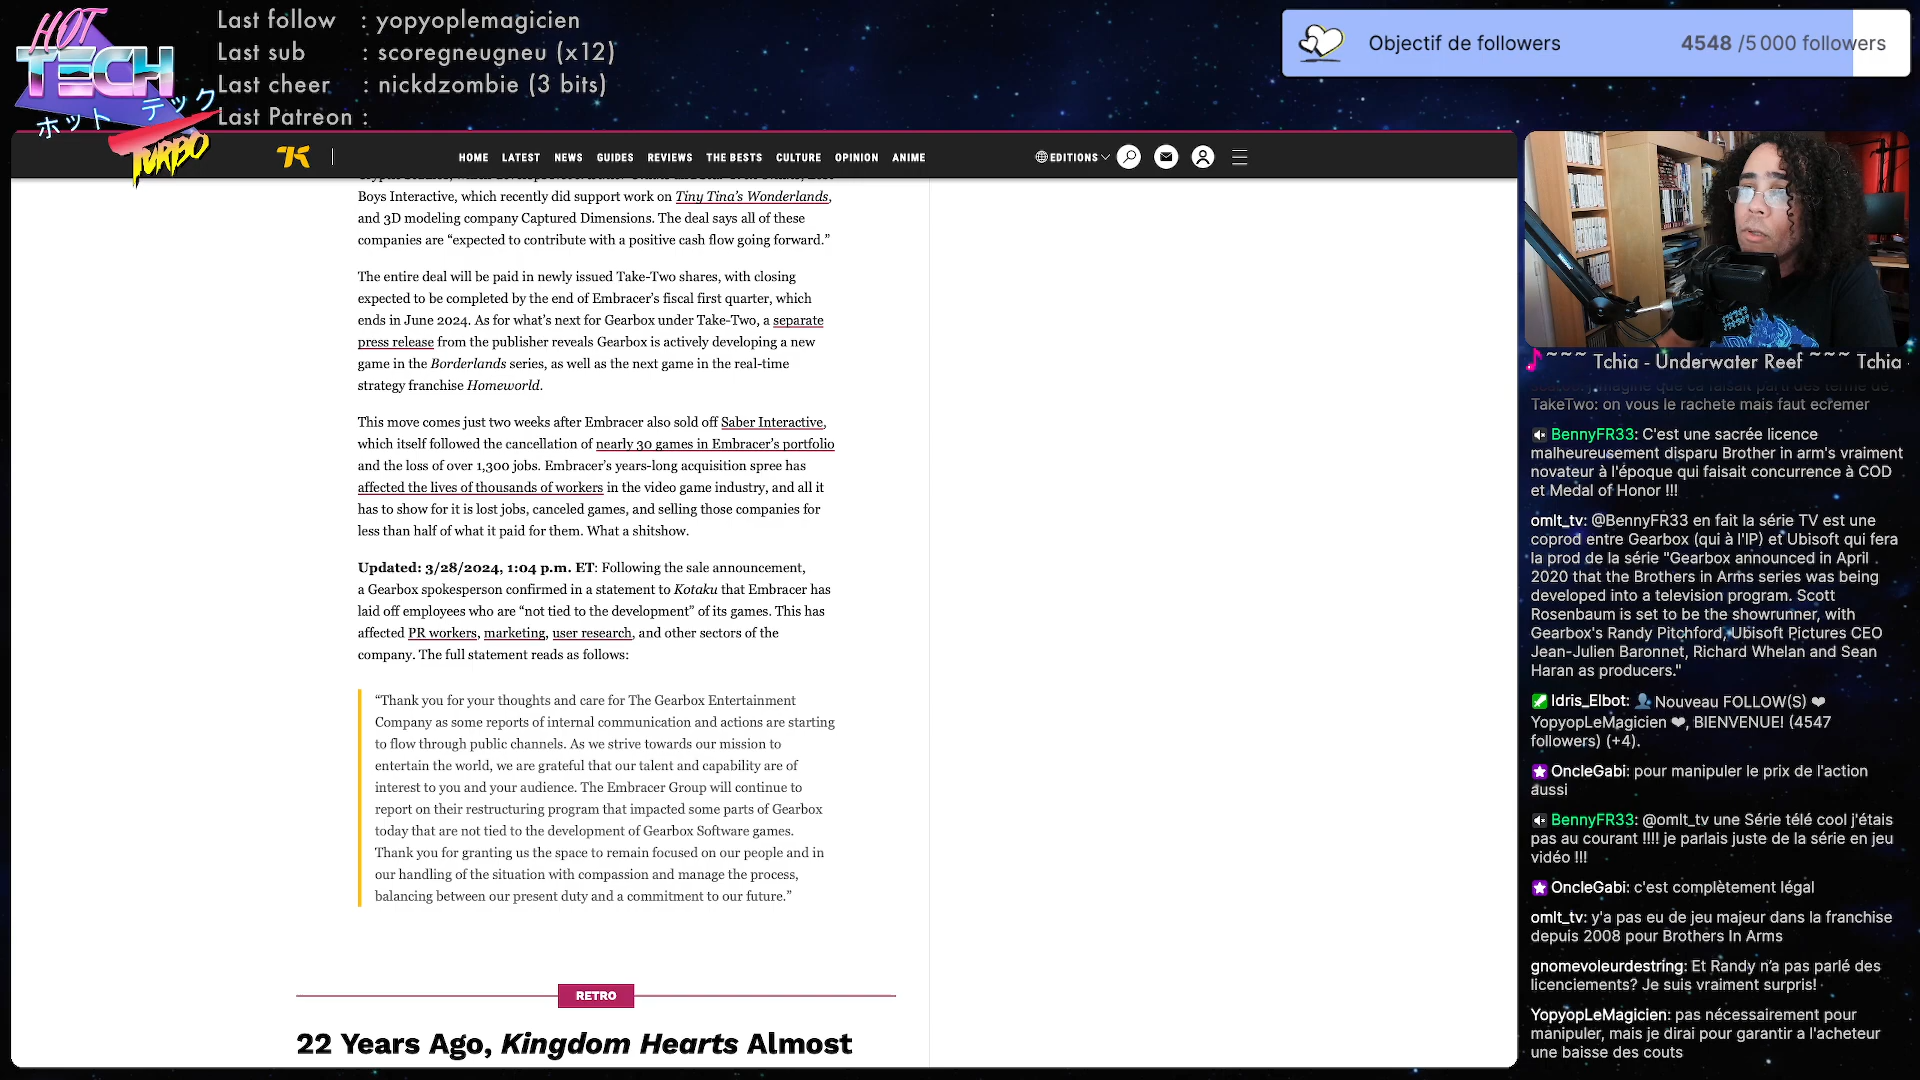 HOT
TECH
ホット テック
TURBO
Last follow : yopyoplemagicien
Last sub : scoregneugneu (x12)
Last cheer : nickdzombie (3 bits)
Last Patreon :
Objectif de followers 4548 /5 000 followers
HOME LATEST NEWS GUIDES REVIEWS THE BESTS CULTURE OPINION ANIME EDITIONS
Boys Interactive, which recently did support work on Tiny Tina’s Wonderlands,
and 3D modeling company Captured Dimensions. The deal says all of these
companies are “expected to contribute with a positive cash flow going forward.”
The entire deal will be paid in newly issued Take-Two shares, with closing
expected to be completed by the end of Embracer’s fiscal first quarter, which
ends in June 2024. As for what’s next for Gearbox under Take-Two, a separate
press release from the publisher reveals Gearbox is actively developing a new
game in the Borderlands series, as well as the next game in the real-time
strategy franchise Homeworld.
This move comes just two weeks after Embracer also sold off Saber Interactive,
which itself followed the cancellation of nearly 30 games in Embracer’s portfolio
and the loss of over 1,300 jobs. Embracer’s years-long acquisition spree has
affected the lives of thousands of workers in the video game industry, and all it
has to show for it is lost jobs, canceled games, and selling those companies for
less than half of what it paid for them. What a shitshow.
Updated: 3/28/2024, 1:04 p.m. ET: Following the sale announcement,
a Gearbox spokesperson confirmed in a statement to Kotaku that Embracer has
laid off employees who are “not tied to the development” of its games. This has
affected PR workers, marketing, user research, and other sectors of the
company. The full statement reads as follows:
“Thank you for your thoughts and care for The Gearbox Entertainment
Company as some reports of internal communication and actions are starting
to flow through public channels. As we strive towards our mission to
entertain the world, we are grateful that our talent and capability are of
interest to you and your audience. The Embracer Group will continue to
report on their restructuring program that impacted some parts of Gearbox
today that are not tied to the development of Gearbox Software games.
Thank you for granting us the space to remain focused on our people and in
our handling of the situation with compassion and manage the process,
balancing between our present duty and a commitment to our future.”
RETRO
22 Years Ago, Kingdom Hearts Almost
~~~ Tchia - Underwater Reef ~~~ Tchia
TakeTwo: on vous le rachete mais faut ecremer
BennyFR33: C'est une sacrée licence
malheureusement disparu Brother in arm's vraiment
novateur à l'époque qui faisait concurrence à COD
et Medal of Honor !!!
omlt_tv: @BennyFR33 en fait la série TV est une
coprod entre Gearbox (qui à l'IP) et Ubisoft qui fera
la prod de la série "Gearbox announced in April
2020 that the Brothers in Arms series was being
developed into a television program. Scott
Rosenbaum is set to be the showrunner, with
Gearbox's Randy Pitchford, Ubisoft Pictures CEO
Jean-Julien Baronnet, Richard Whelan and Sean
Haran as producers."
Idris_Elbot: Nouveau FOLLOW(S) ❤
YopyopLeMagicien ❤, BIENVENUE! (4547
followers) (+4).
OncleGabi: pour manipuler le prix de l'action
aussi
BennyFR33: @omlt_tv une Série télé cool j'étais
pas au courant !!!! je parlais juste de la série en jeu
vidéo !!!
OncleGabi: c'est complètement légal
omlt_tv: y'a pas eu de jeu majeur dans la franchise
depuis 2008 pour Brothers In Arms
gnomevoleurdestring: Et Randy n’a pas parlé des
licenciements? Je suis vraiment surpris!
YopyopLeMagicien: pas nécessairement pour
manipuler, mais je dirai pour garantir a l'acheteur
une baisse des couts